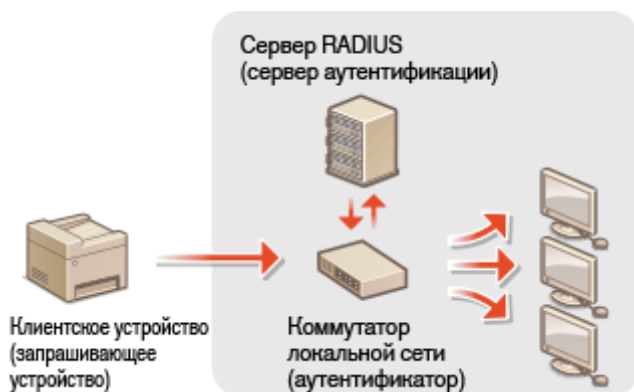 Сервер RADIUS
(сервер аутентификации)
Клиентское устройство
(запрашивающее
устройство)
Коммутатор
локальной сети
(аутентификатор)